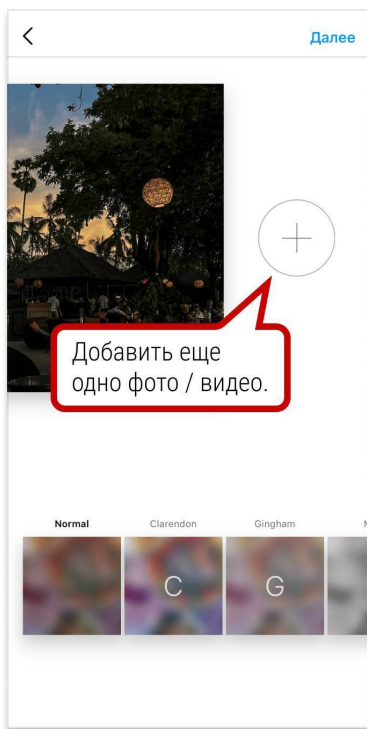 Далее
Добавить еще
одно фото / видео.
Normal Clarendon Gingham M
C G